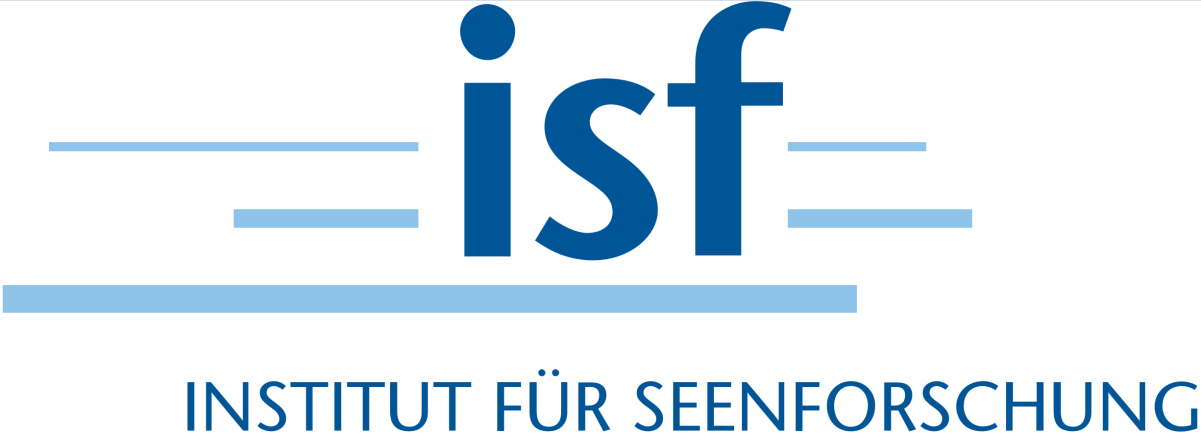 isf
INSTITUT FÜR SEENFORSCHUNG